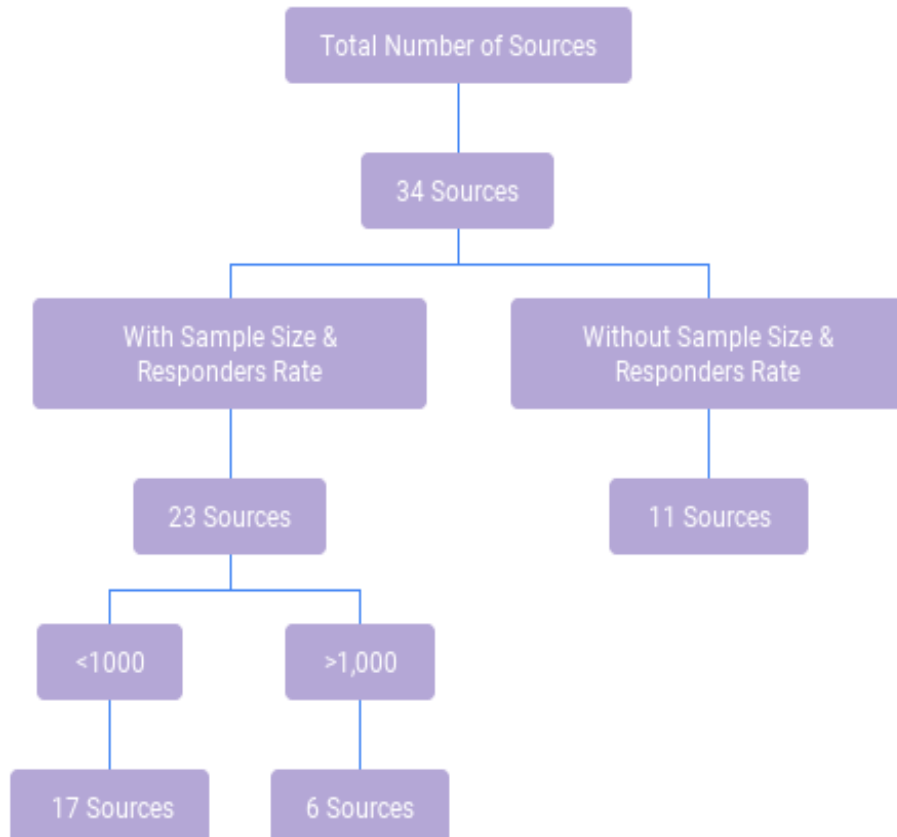 Total Number of Sources
34 Sources
With Sample Size &
Responders Rate
Without Sample Size &
Responders Rate
23 Sources
11 Sources
<1000
>1,000
17 Sources
6 Sources